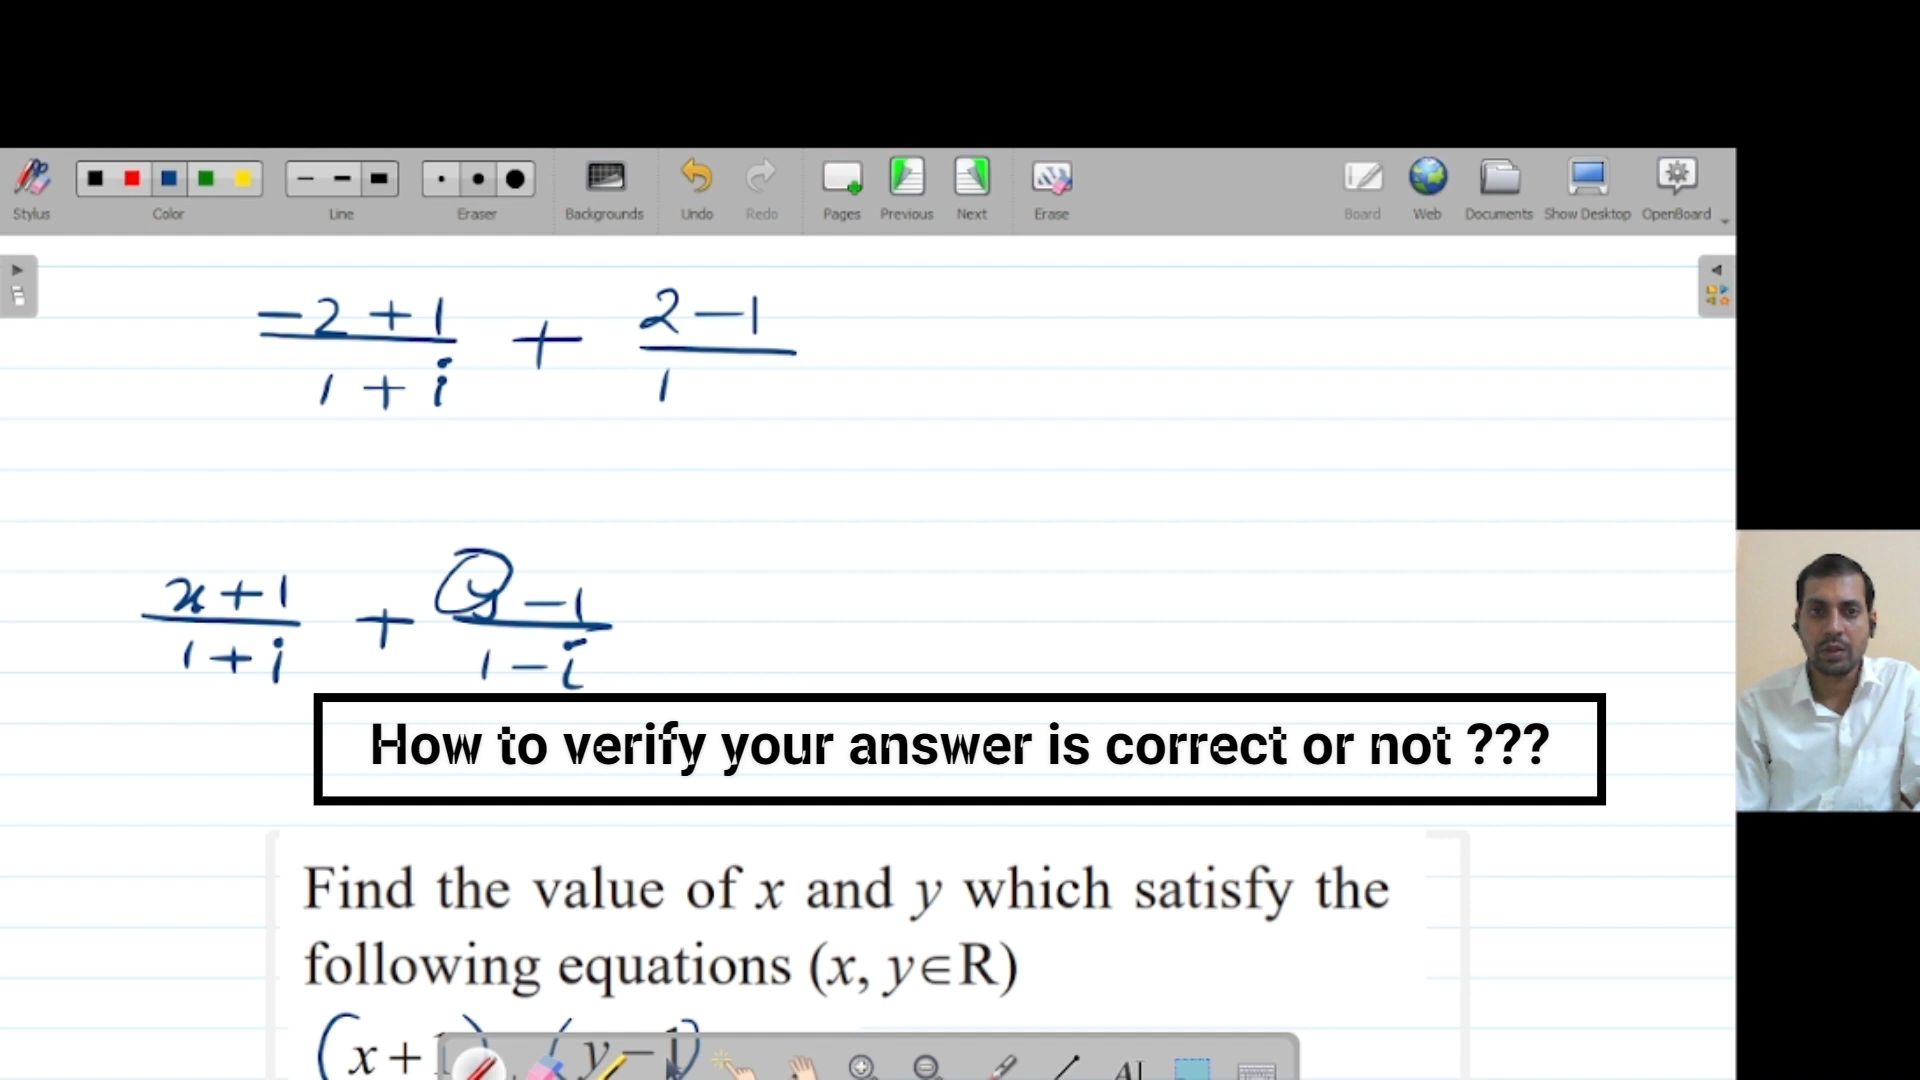 Stylus Color Line Eraser Backgrounds Undo Redo Pages Previous Next Erase Board Web Documents Show Desktop OpenBoard
-2 + 1 / 1 + i + 2 - 1 / 1
x + 1 / 1 + i + y - 1 / 1 - i
How to verify your answer is correct or not ???
Find the value of x and y which satisfy the
following equations (x, y∈R)
(x + 1) (y - 1)